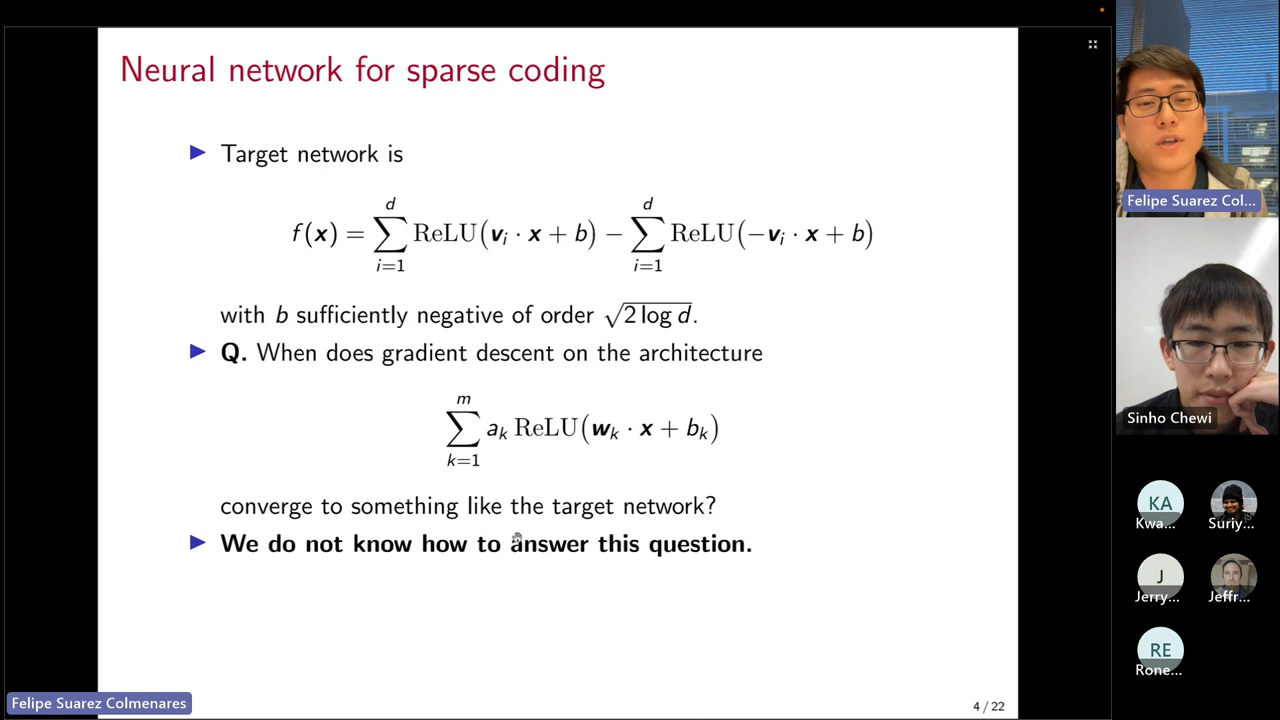 Neural network for sparse coding
▶ Target network is
f(x) = \sum_{i=1}^{d} ReLU(v_i · x + b) − \sum_{i=1}^{d} ReLU(−v_i · x + b)
with b sufficiently negative of order √(2 log d).
▶ Q. When does gradient descent on the architecture
\sum_{k=1}^{m} a_k ReLU(w_k · x + b_k)
converge to something like the target network?
▶ We do not know how to answer this question.
4 / 22
Felipe Suarez Colmenares
Felipe Suarez Col...
Sinho Chewi
KA
Kwa...
Suriy...
J
Jerry...
Jeffr...
RE
Rone...